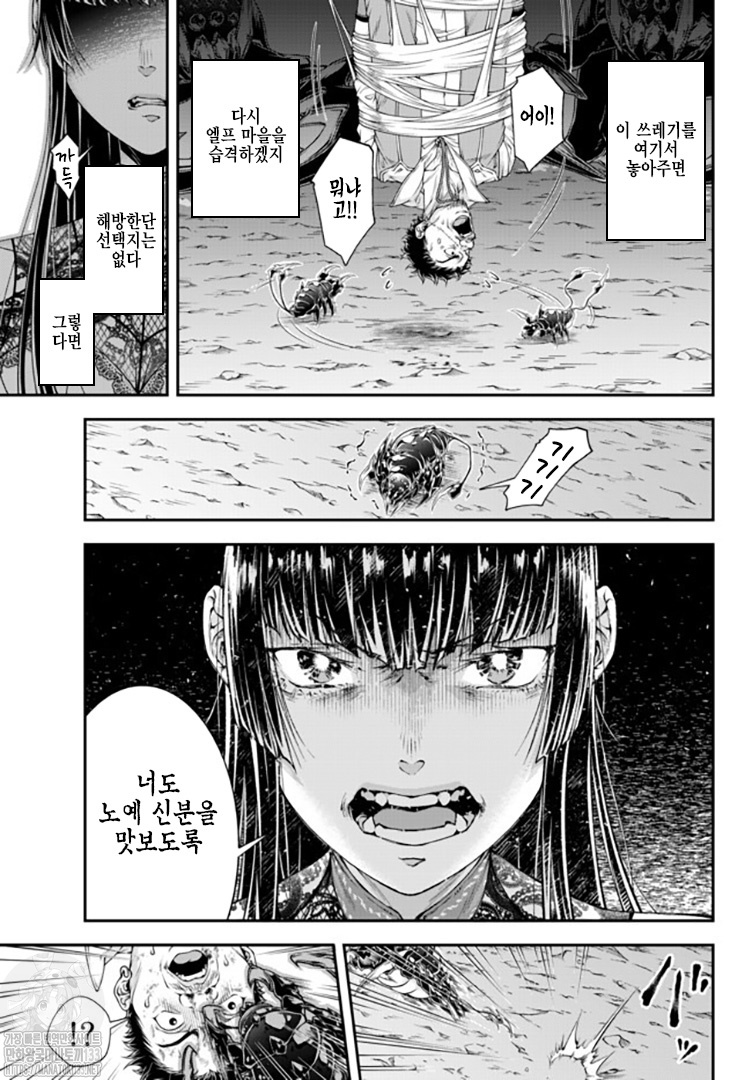 이 쓰레기를
여기서
놓아주면
어이!
뭐냐
고!!
다시
엘프 마을을
습격하겠지
까득
해방한단
선택지는
없다
그렇
다면
기
기
기
너도
노예 신분을
맛보도록
!?